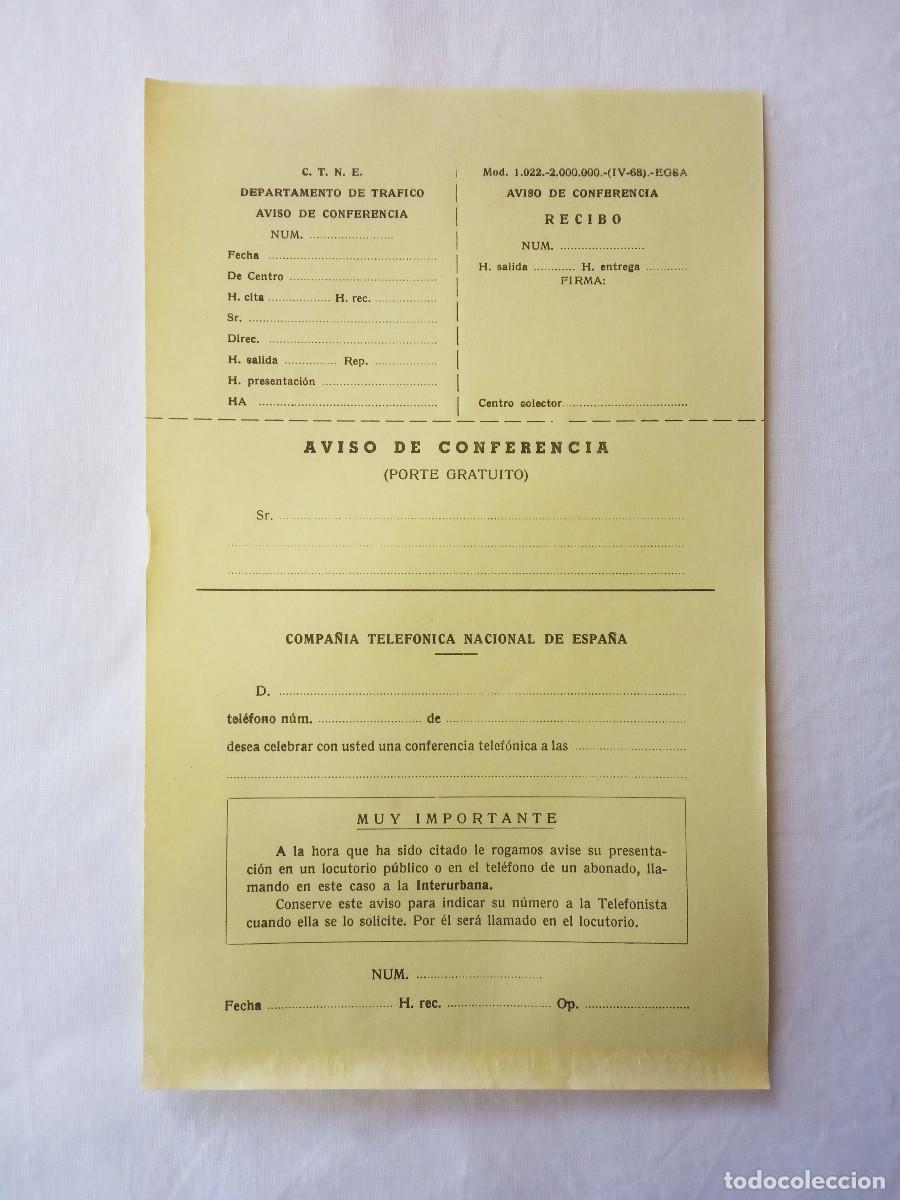 C. T. N. E.
DEPARTAMENTO DE TRAFICO
AVISO DE CONFERENCIA
NUM. ........................
Fecha ........................
De Centro ........................
H. cita .................. H. rec. ..................
Sr. ........................
Direc. ........................
H. salida ............... Rep. ..................
H. presentación ........................
HA ........................
Mod. 1.022.-2.000.000.-(IV-68).-EGSA
AVISO DE CONFERENCIA
RECIBO
NUM. ........................
H. salida ............ H. entrega ............
FIRMA:
Centro colector........................
AVISO DE CONFERENCIA
(PORTE GRATUITO)
Sr. ........................
COMPAÑIA TELEFONICA NACIONAL DE ESPAÑA
D. ........................
teléfono núm. ........................ de ........................
desea celebrar con usted una conferencia telefónica a las ........................
MUY IMPORTANTE
A la hora que ha sido citado le rogamos avise su presenta-
ción en un locutorio público o en el teléfono de un abonado, lla-
mando en este caso a la Interurbana.
Conserve este aviso para indicar su número a la Telefonista
cuando ella se lo solicite. Por él será llamado en el locutorio.
NUM. ........................
Fecha ........................ H. rec. ........................ Op. ........................
todocoleccion